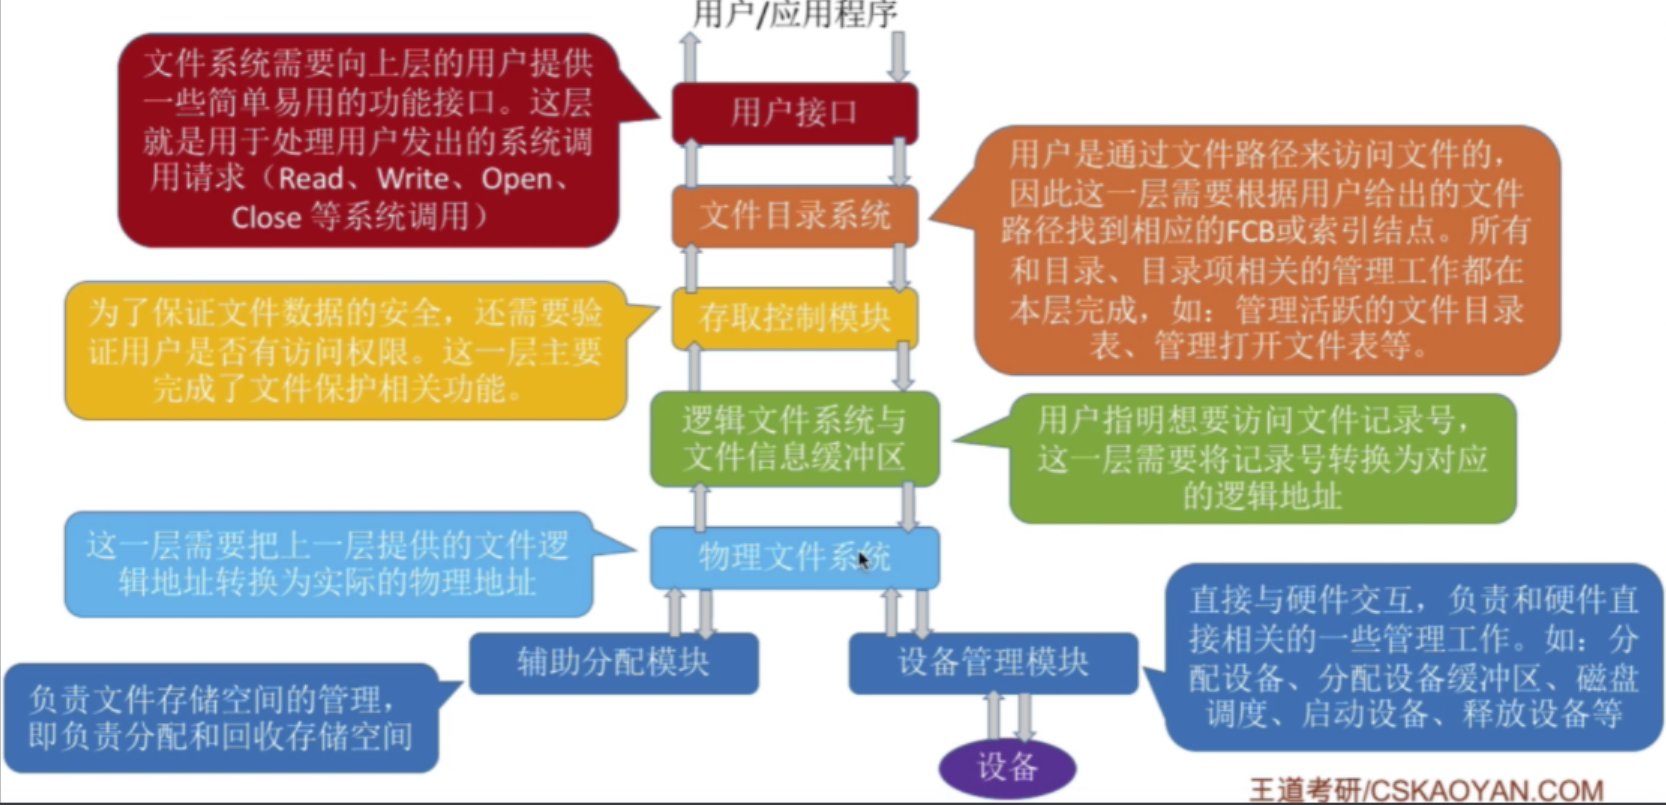 用户/应用程序
文件系统需要向上层的用户提供
一些简单易用的功能接口。这层
就是用于处理用户发出的系统调
用请求（Read、Write、Open、
Close 等系统调用）
用户接口
用户是通过文件路径来访问文件的，
因此这一层需要根据用户给出的文件
路径找到相应的FCB或索引结点。所有
和目录、目录项相关的管理工作都在
本层完成，如：管理活跃的文件目录
表、管理打开文件表等。
文件目录系统
为了保证文件数据的安全，还需要验
证用户是否有访问权限。这一层主要
完成了文件保护相关功能。
存取控制模块
逻辑文件系统与
文件信息缓冲区
用户指明想要访问文件记录号，
这一层需要将记录号转换为对应
的逻辑地址
这一层需要把上一层提供的文件逻
辑地址转换为实际的物理地址
物理文件系统
直接与硬件交互，负责和硬件直
接相关的一些管理工作。如：分
配设备、分配设备缓冲区、磁盘
调度、启动设备、释放设备等
辅助分配模块
设备管理模块
负责文件存储空间的管理，
即负责分配和回收存储空间
设备
王道考研/CSKAOYAN.COM